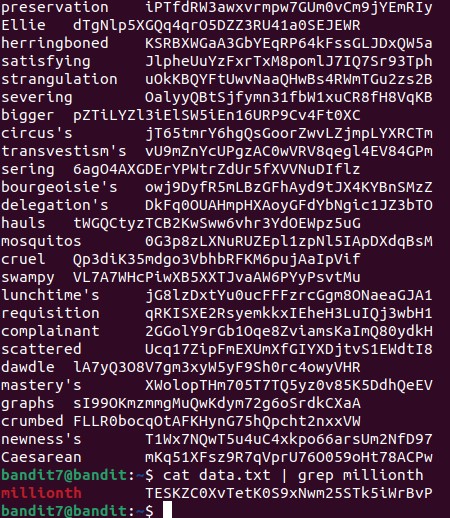 preservation iPTfdRW3awxvrmpw7GUm0vCm9jYEmRIy
Ellie dTgNlp5XGQq4qrO5DZZ3RU41a0SEJEWR
herringboned KSRBXWGaA3GbYEqRP64kFssGLJDxQW5a
satisfying JlpheUuYzFxrTxM8pomlJ7IQ7Sr93Tph
strangulation uOkKBQYFtUwvNaaQHwBs4RWmTGu2zs2B
severing OalyyQBtSjfymn31fbW1xuCR8fH8VqKB
bigger pZTiLYZl3iElSW5iEn16URP9Cv4Ft0XC
circus's jT65tmrY6hgQsGoorZwvLZjmpLYXRCTm
transvestism's vU9mZnYcUPgzAC0wVRV8qegl4EV84GPm
sering 6agO4AXGDErYPWtrZdUr5fXVVNuDIflz
bourgeoisie's owj9DyfR5mLBzGFhAyd9tJX4KYBnSMzZ
delegation's DkFq0OUAHmpHXAoyGFdYbNgic1JZ3bTO
hauls tWGQCtyzTCB2KwSww6vhr3YdOEWpz5uG
mosquitos 0G3p8zLXNuRUZEpl1zpNl5IApDXdqBsM
cruel Qp3diK35mdgo3VbhbRFKM6pujAaIpVif
swampy VL7A7WHcPiwXB5XXTJvaAW6PYyPsvtMu
lunchtime's jG8lzDxtYu0ucFFFzrcGgm8ONaeaGJA1
requisition qRKISXE2RsyemkkxIEheH3LuIQj3wbH1
complainant 2GGolY9rGb1Oqe8ZviamsKaImQ80ydkH
scattered Ucq17ZipFmEXUmXfGIYXDjtvS1EWdtI8
dawdle lA7yQ3O8V7gm3xyW5yF9Sh0rc4owyVHR
mastery's XWolopTHm705T7TQ5yz0v85K5DdhQeEV
graphs sI99OKmzmmgMuQwKdym72g6oSrdkCXaA
crumbed FLLR0bocqOtAFKHynG75hQpcht2nxxVW
newness's T1Wx7NQwT5u4uC4xkpo66arsUm2NfD97
Caesarean mKq51XFsz9R7qVprU76O059oHt78ACPw
bandit7@bandit:~$ cat data.txt | grep millionth
millionth TESKZC0XvTetK0S9xNwm25STk5iWrBvP
bandit7@bandit:~$